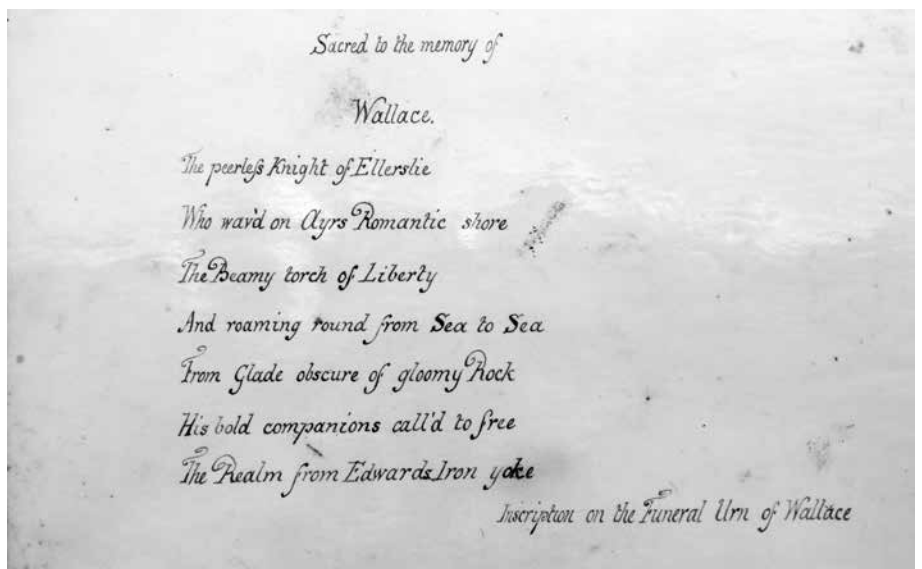 Sacred to the memory of
Wallace.
The peerleſs Knight of Ellerslie
Who wav'd on Ayrs Romantic shore
The Beamy torch of Liberty
And roaming round from Sea to Sea
From Glade obscure of gloomy Rock
His bold companions call'd to free
The Realm from Edwards Iron yoke
Inscription on the Funeral Urn of Wallace